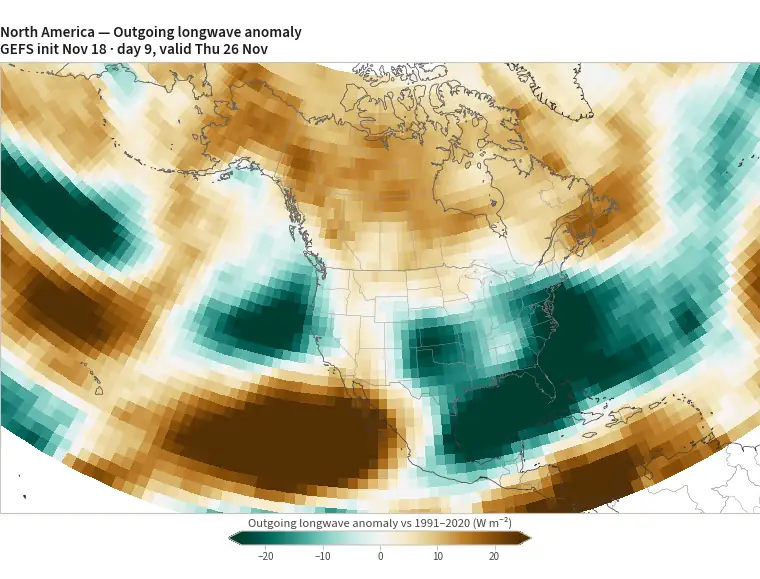 North America — Outgoing longwave anomaly
GEFS init Nov 18 · day 9, valid Thu 26 Nov
Outgoing longwave anomaly vs 1991–2020 (W m⁻²)
−20 −10 0 10 20